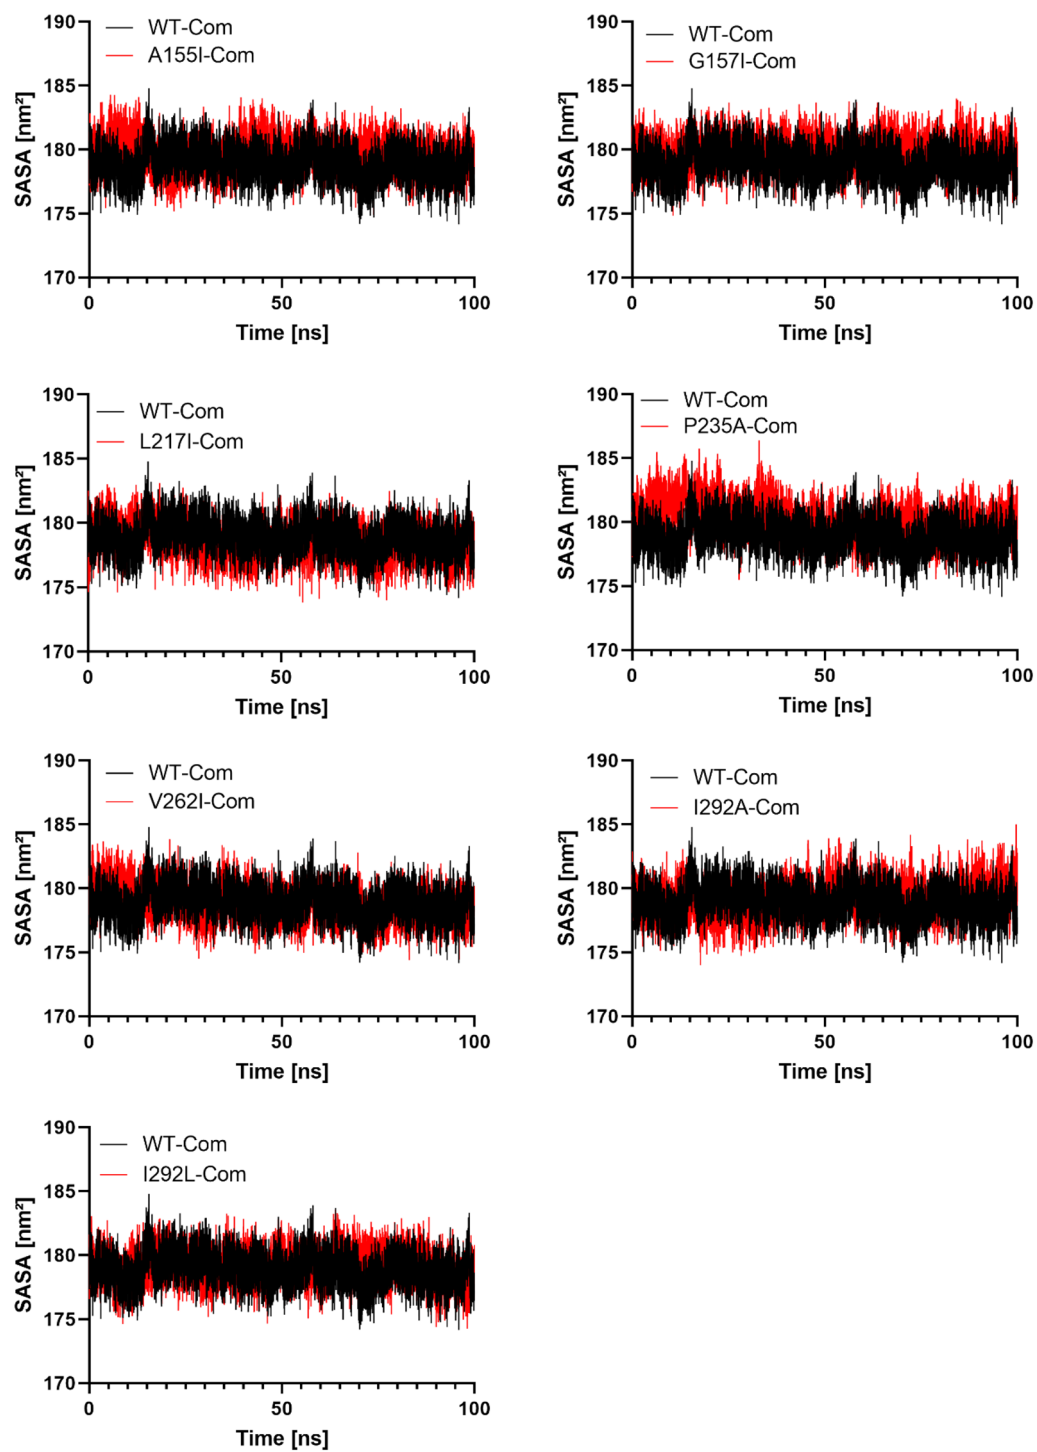 190
WT-Com
A155I-Com
185
180
175
170
SASA [nm²]
0
50
100
Time [ns]
190
WT-Com
G157I-Com
185
180
175
170
SASA [nm²]
0
50
100
Time [ns]
190
WT-Com
L217I-Com
185
180
175
170
SASA [nm²]
0
50
100
Time [ns]
190
WT-Com
P235A-Com
185
180
175
170
SASA [nm²]
0
50
100
Time [ns]
190
WT-Com
V262I-Com
185
180
175
170
SASA [nm²]
0
50
100
Time [ns]
190
WT-Com
I292A-Com
185
180
175
170
SASA [nm²]
0
50
100
Time [ns]
190
WT-Com
I292L-Com
185
180
175
170
SASA [nm²]
0
50
100
Time [ns]